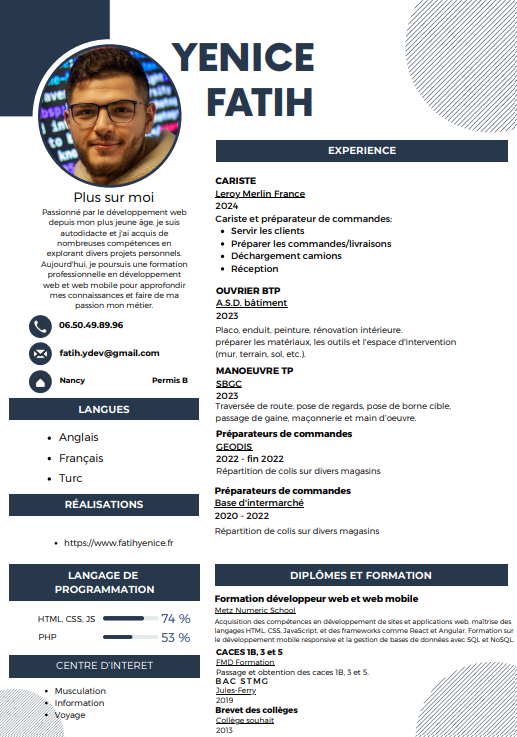 YENICE
FATIH
Plus sur moi
Passionné par le développement web
depuis mon plus jeune âge, je suis
autodidacte et j'ai acquis de
nombreuses compétences en
explorant divers projets personnels.
Aujourd'hui, je poursuis une formation
professionnelle en développement
web et web mobile pour approfondir
mes connaissances et faire de ma
passion mon métier.
06.50.49.89.96
fatih.ydev@gmail.com
Nancy Permis B
LANGUES
• Anglais
• Français
• Turc
RÉALISATIONS
• https://www.fatihyenice.fr
LANGAGE DE
PROGRAMMATION
HTML, CSS, JS 74 %
PHP 53 %
CENTRE D'INTERET
• Musculation
• Information
• Voyage
EXPERIENCE
CARISTE
Leroy Merlin France
2024
Cariste et préparateur de commandes:
• Servir les clients
• Préparer les commandes/livraisons
• Déchargement camions
• Réception
OUVRIER BTP
A.S.D. bâtiment
2023
Placo, enduit, peinture, rénovation intérieure.
préparer les matériaux, les outils et l'espace d'intervention
(mur, terrain, sol, etc.).
MANOEUVRE TP
SBGC
2023
Traversée de route, pose de regards, pose de borne cible,
passage de gaine, maçonnerie et main d'oeuvre.
Préparateurs de commandes
GEODIS
2022 - fin 2022
Répartition de colis sur divers magasins
Préparateurs de commandes
Base d'intermarché
2020 - 2022
Répartition de colis sur divers magasins
DIPLÔMES ET FORMATION
Formation développeur web et web mobile
Metz Numeric School
Acquisition des compétences en développement de sites et applications web, maîtrise des
langages HTML, CSS, JavaScript, et des frameworks comme React et Angular. Formation sur
le développement mobile responsive et la gestion de bases de données avec SQL et NoSQL.
CACES 1B, 3 et 5
FMD Formation
Passage et obtention des caces 1B, 3 et 5.
BAC STMG
Jules-Ferry
2019
Brevet des collèges
Collège souhait
2013